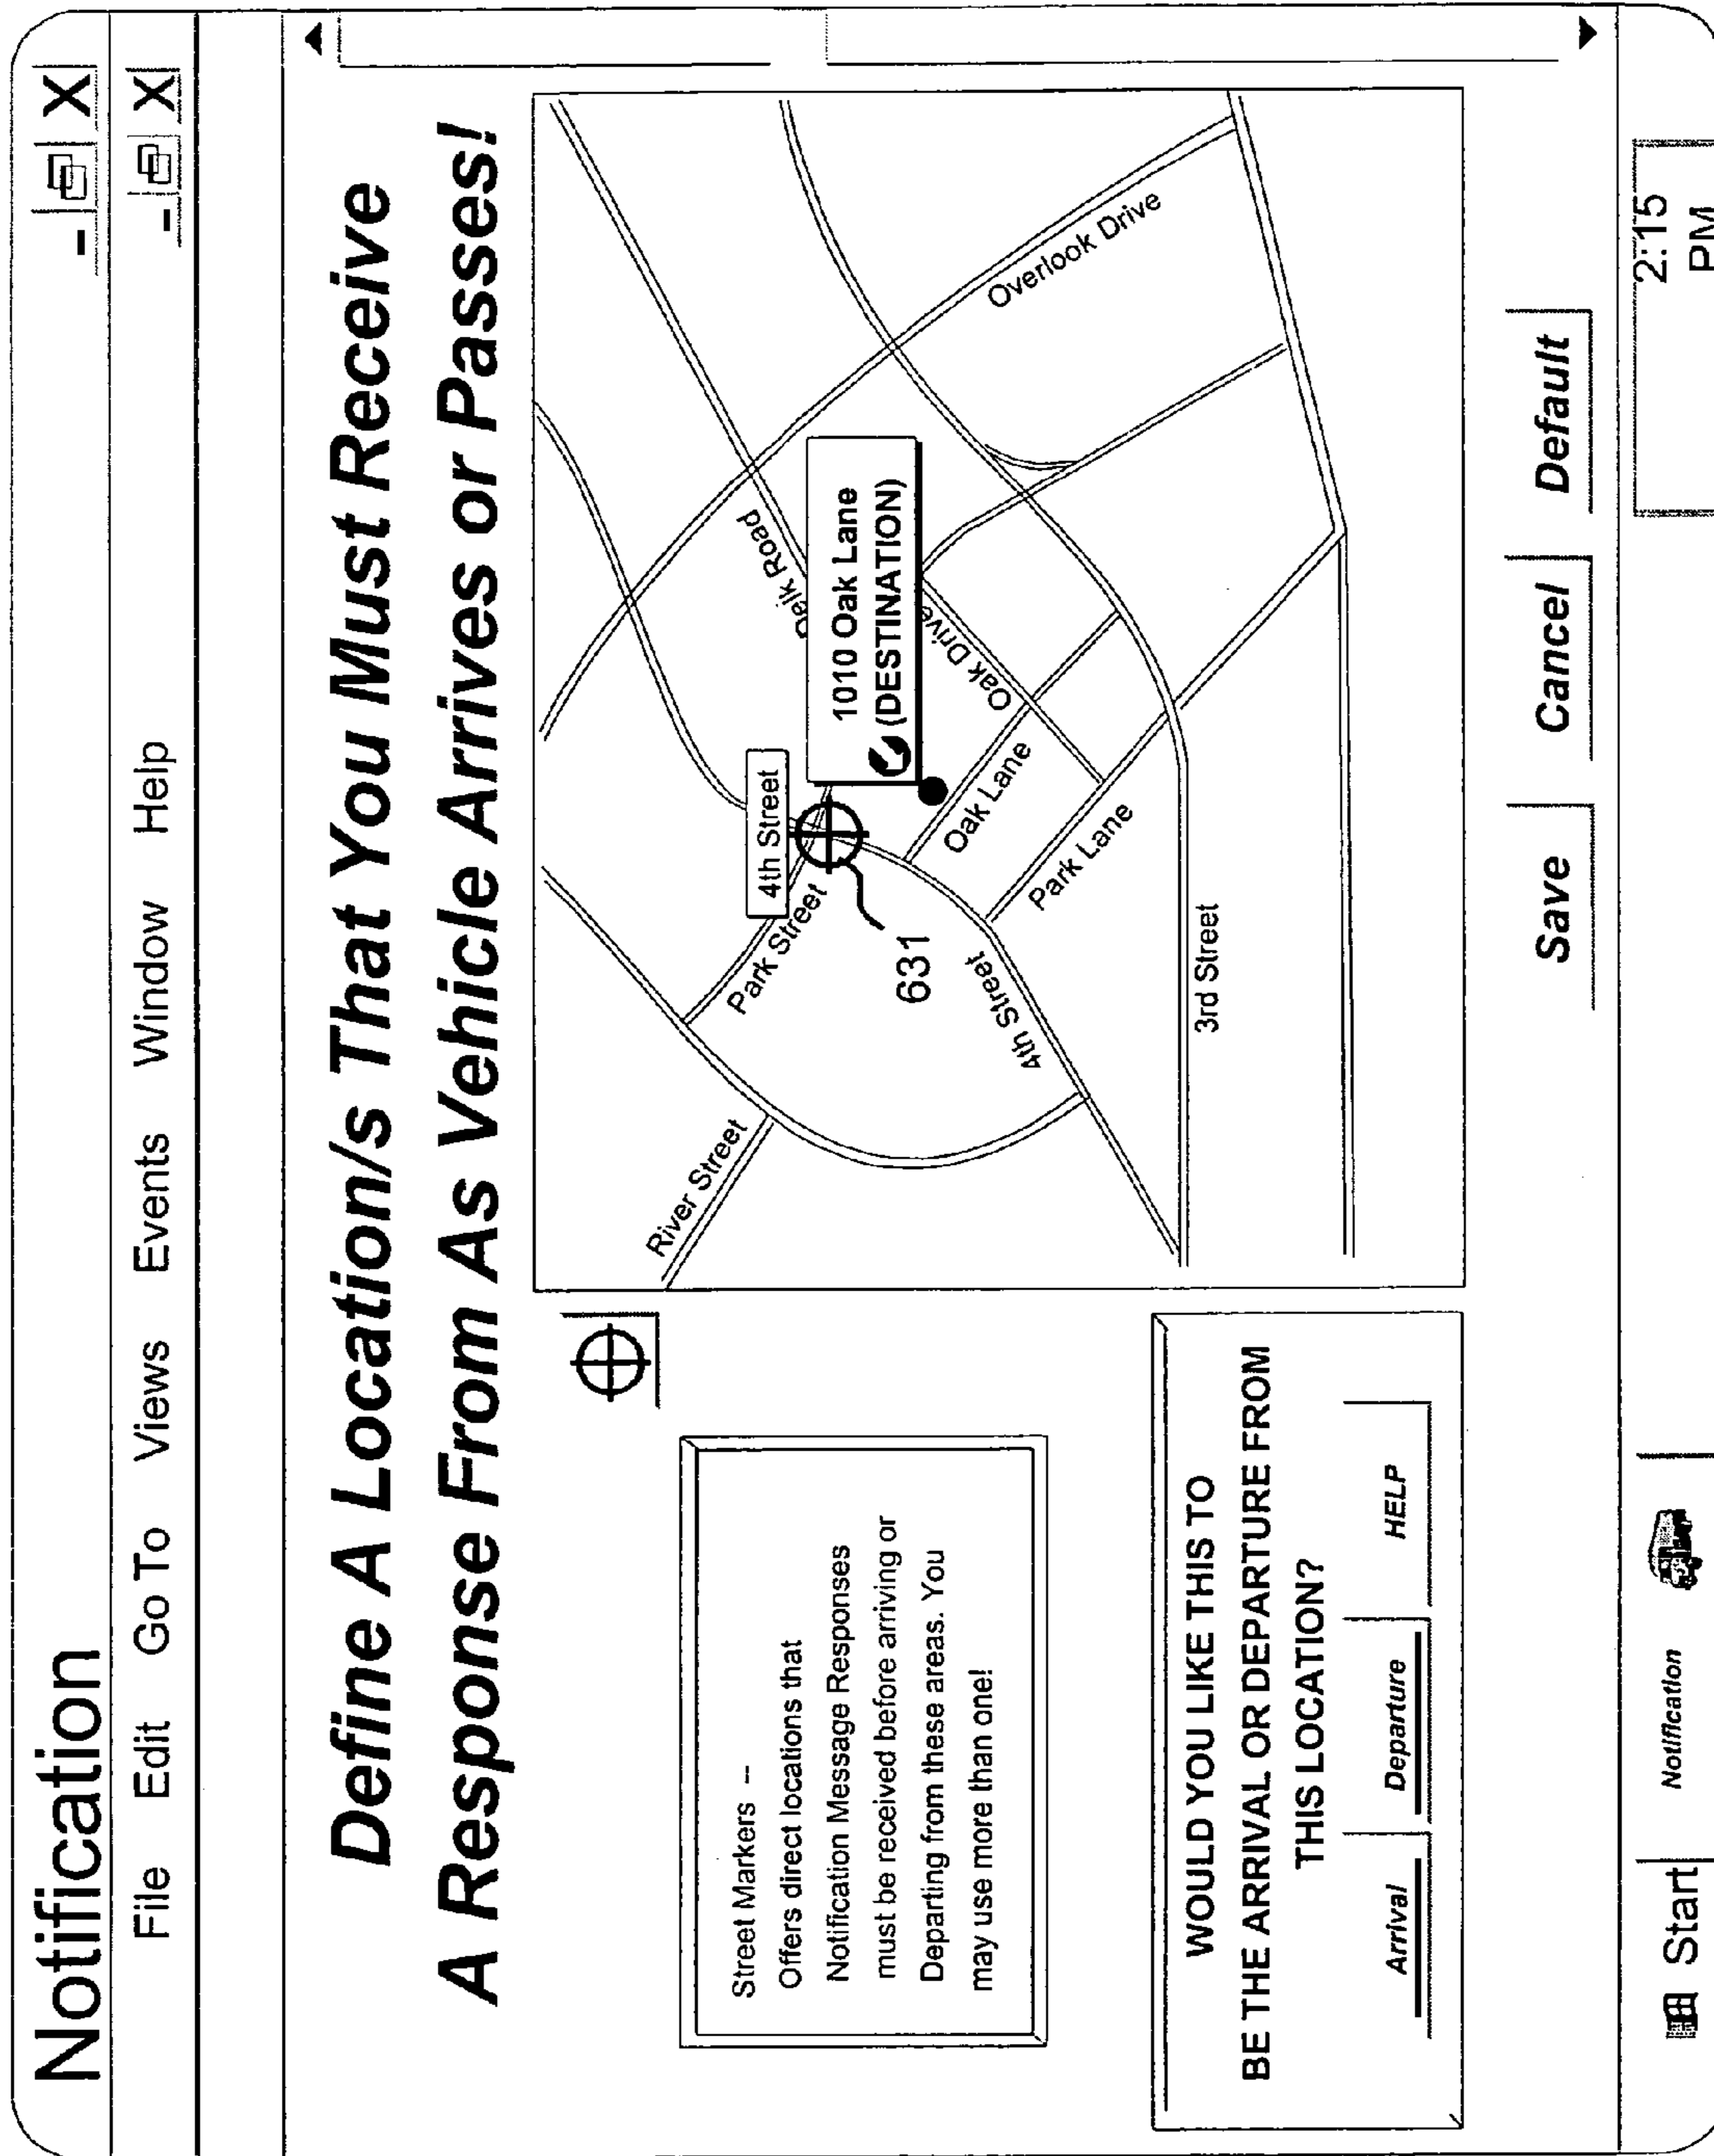 Notification
File Edit Go To Views Events Window Help
Define A Location/s That You Must Receive
A Response From As Vehicle Arrives or Passes!
Street Markers --
Offers direct locations that
Notification Message Responses
must be received before arriving or
Departing from these areas. You
may use more than one!
WOULD YOU LIKE THIS TO
BE THE ARRIVAL OR DEPARTURE FROM
THIS LOCATION?
Arrival Departure HELP
River Street
Park Street
4th Street
631
4th Street
Road
1010 Oak Lane
(DESTINATION)
Oak Drive
Oak Lane
Park Lane
3rd Street
Overlook Drive
Save Cancel Default
Start Notification 2:15
PM